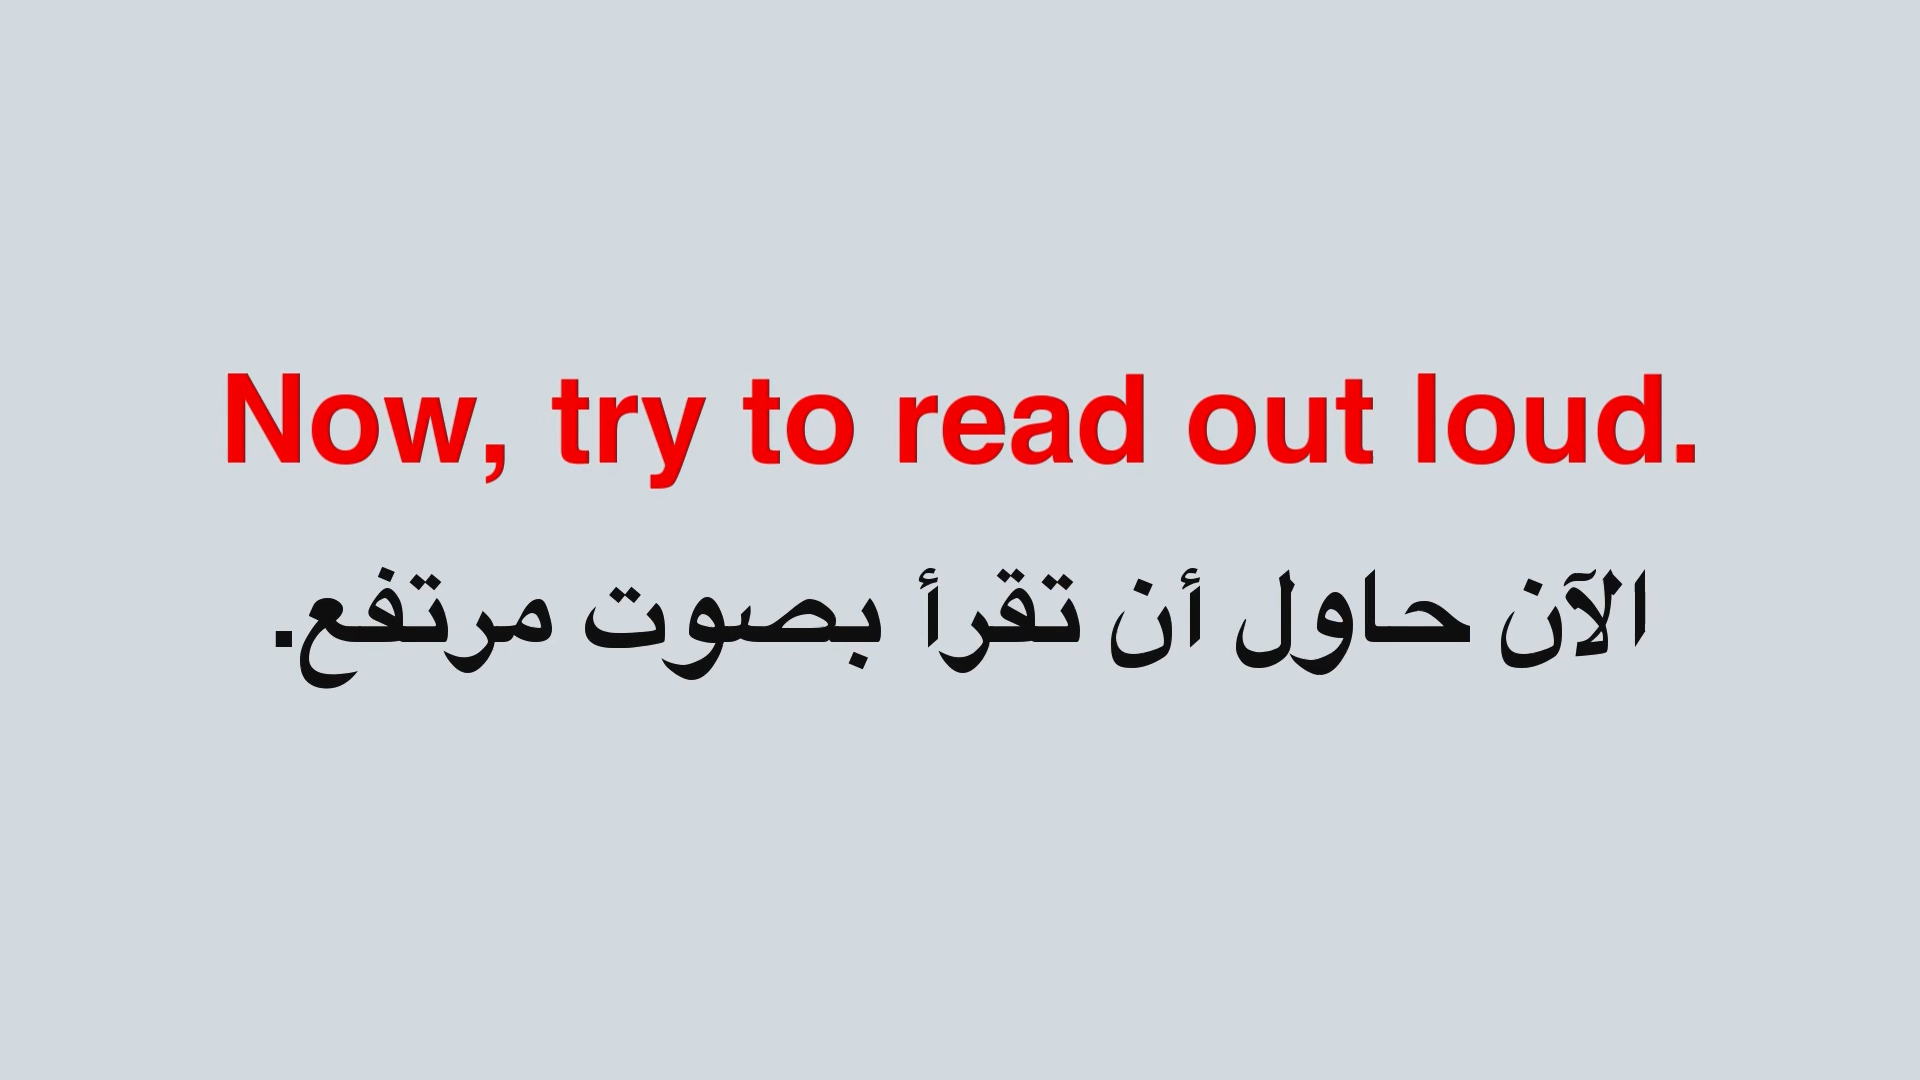 Now, try to read out loud.
الآن حاول أن تقرأ بصوت مرتفع.